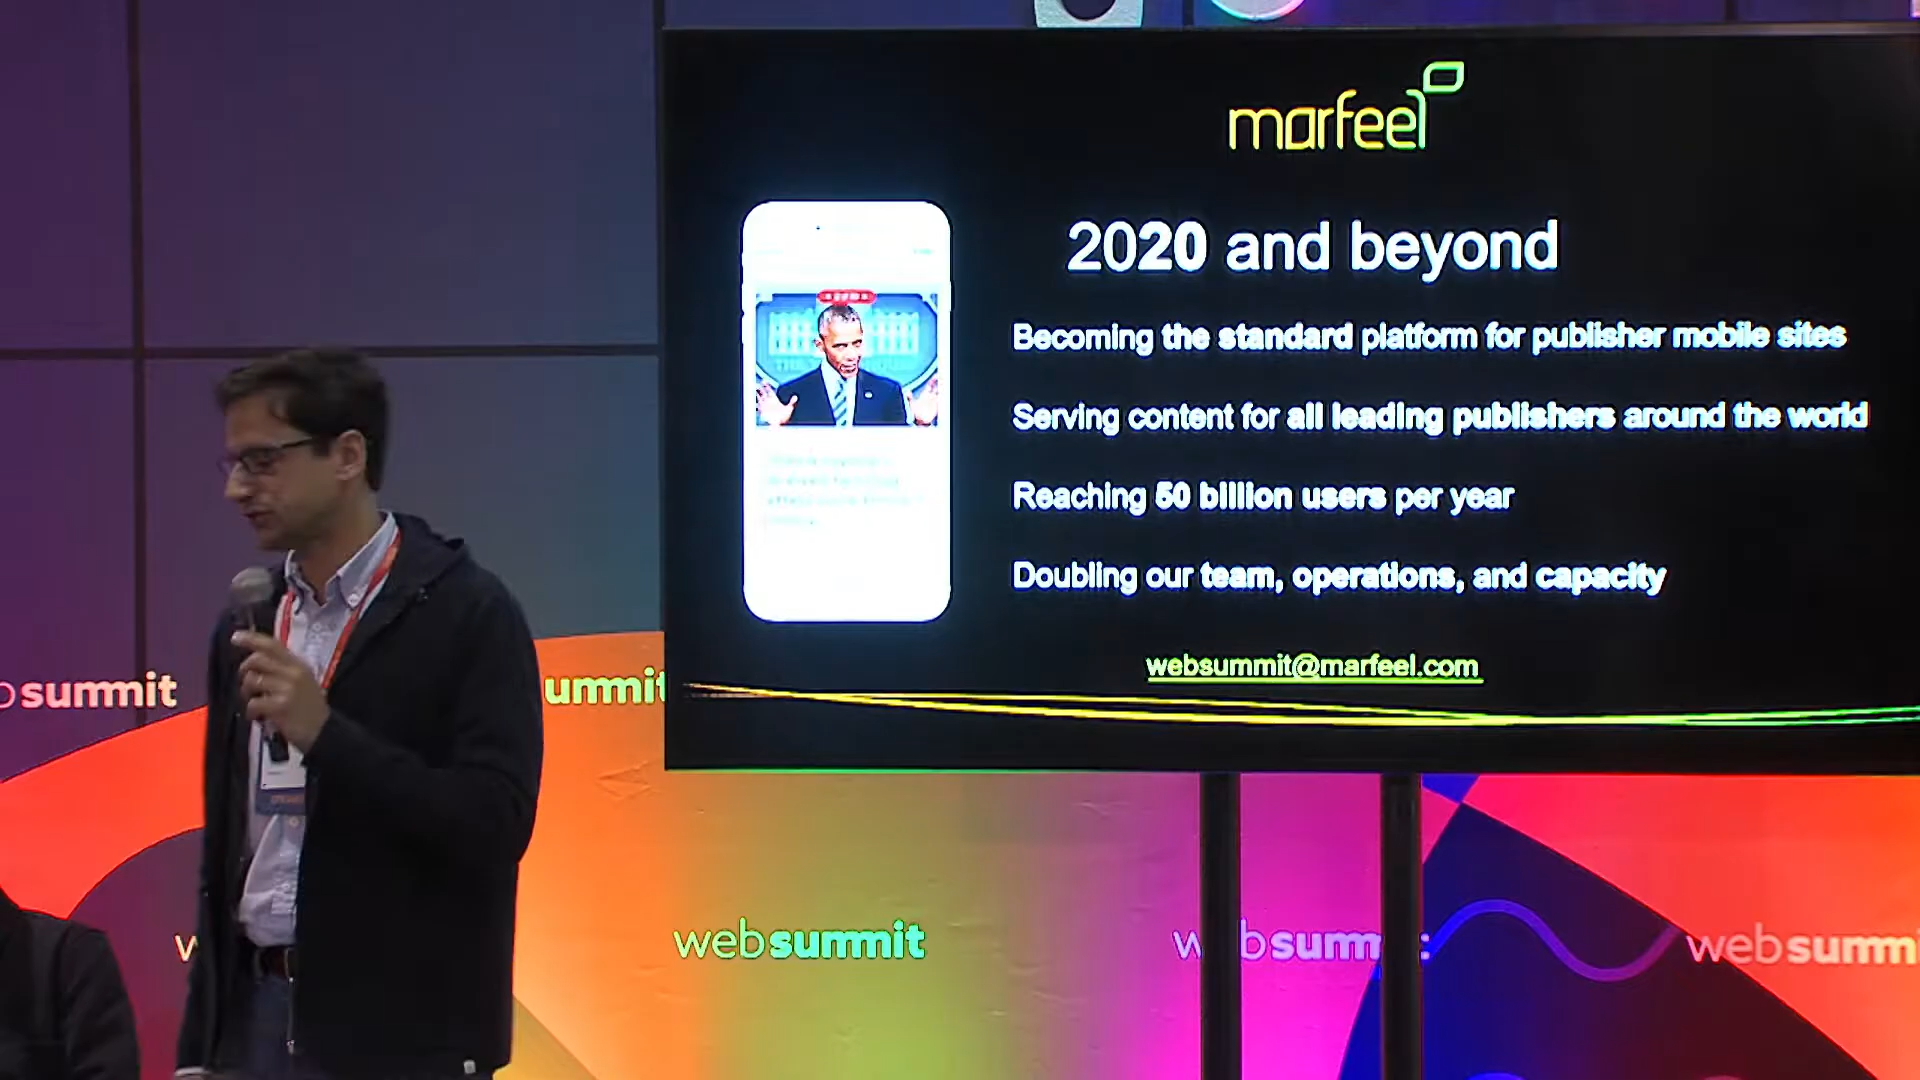 marfeel
2020 and beyond
Becoming the standard platform for publisher mobile sites
Serving content for all leading publishers around the world
Reaching 50 billion users per year
Doubling our team, operations, and capacity
websummit@marfeel.com
summit
ummit
websummit
w bsumm
websummi